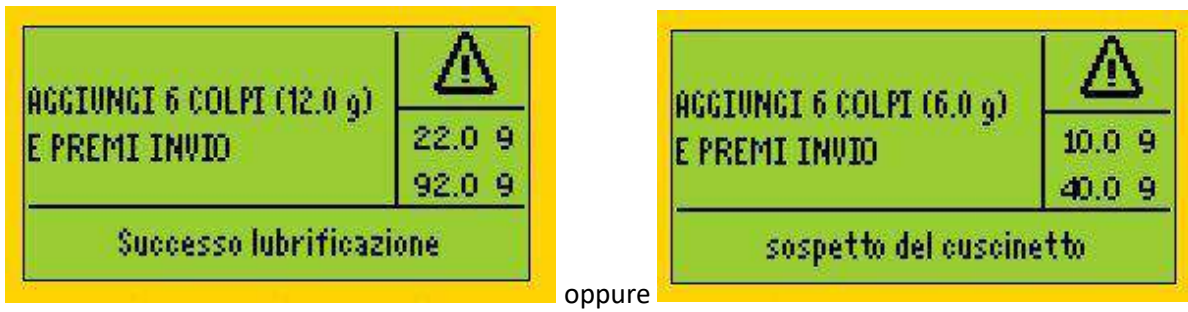 AGGIUNGI 6 COLPI (12.0 g)
E PREMI INVIO
22.0 g
92.0 g
Successo lubrificazione
oppure
AGGIUNGI 6 COLPI (6.0 g)
E PREMI INVIO
10.0 g
40.0 g
sospetto del cuscinetto